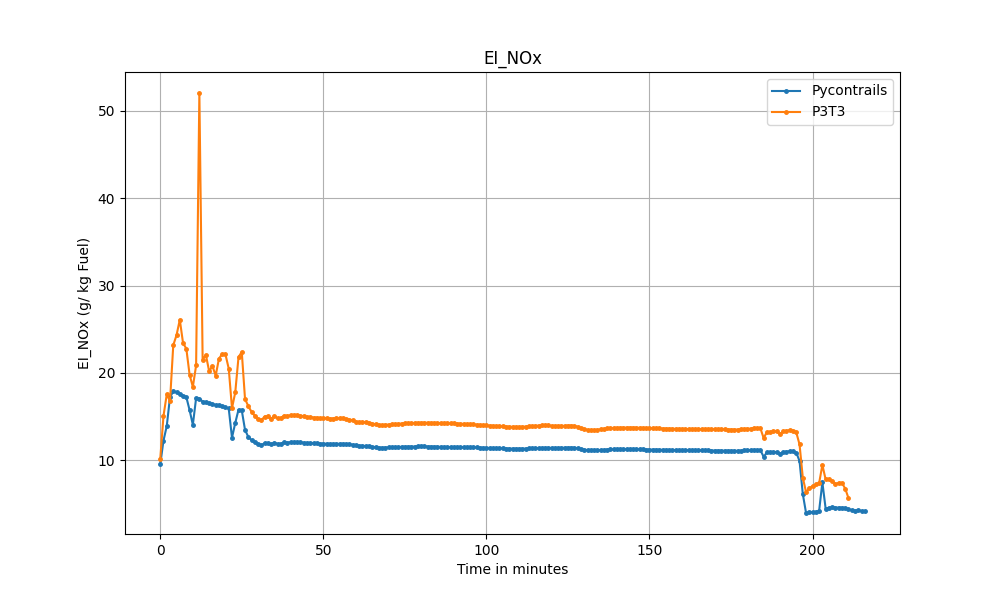 EI_NOx
Pycontrails
P3T3
EI_NOx (g/ kg Fuel)
50
40
30
20
10
0 50 100 150 200
Time in minutes